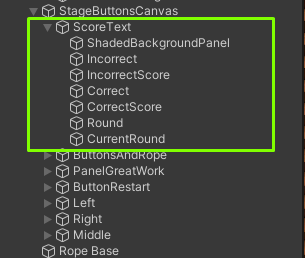 StageButtonsCanvas
ScoreText
ShadedBackgroundPanel
Incorrect
IncorrectScore
Correct
CorrectScore
Round
CurrentRound
ButtonsAndRope
PanelGreatWork
ButtonRestart
Left
Right
Middle
Rope Base